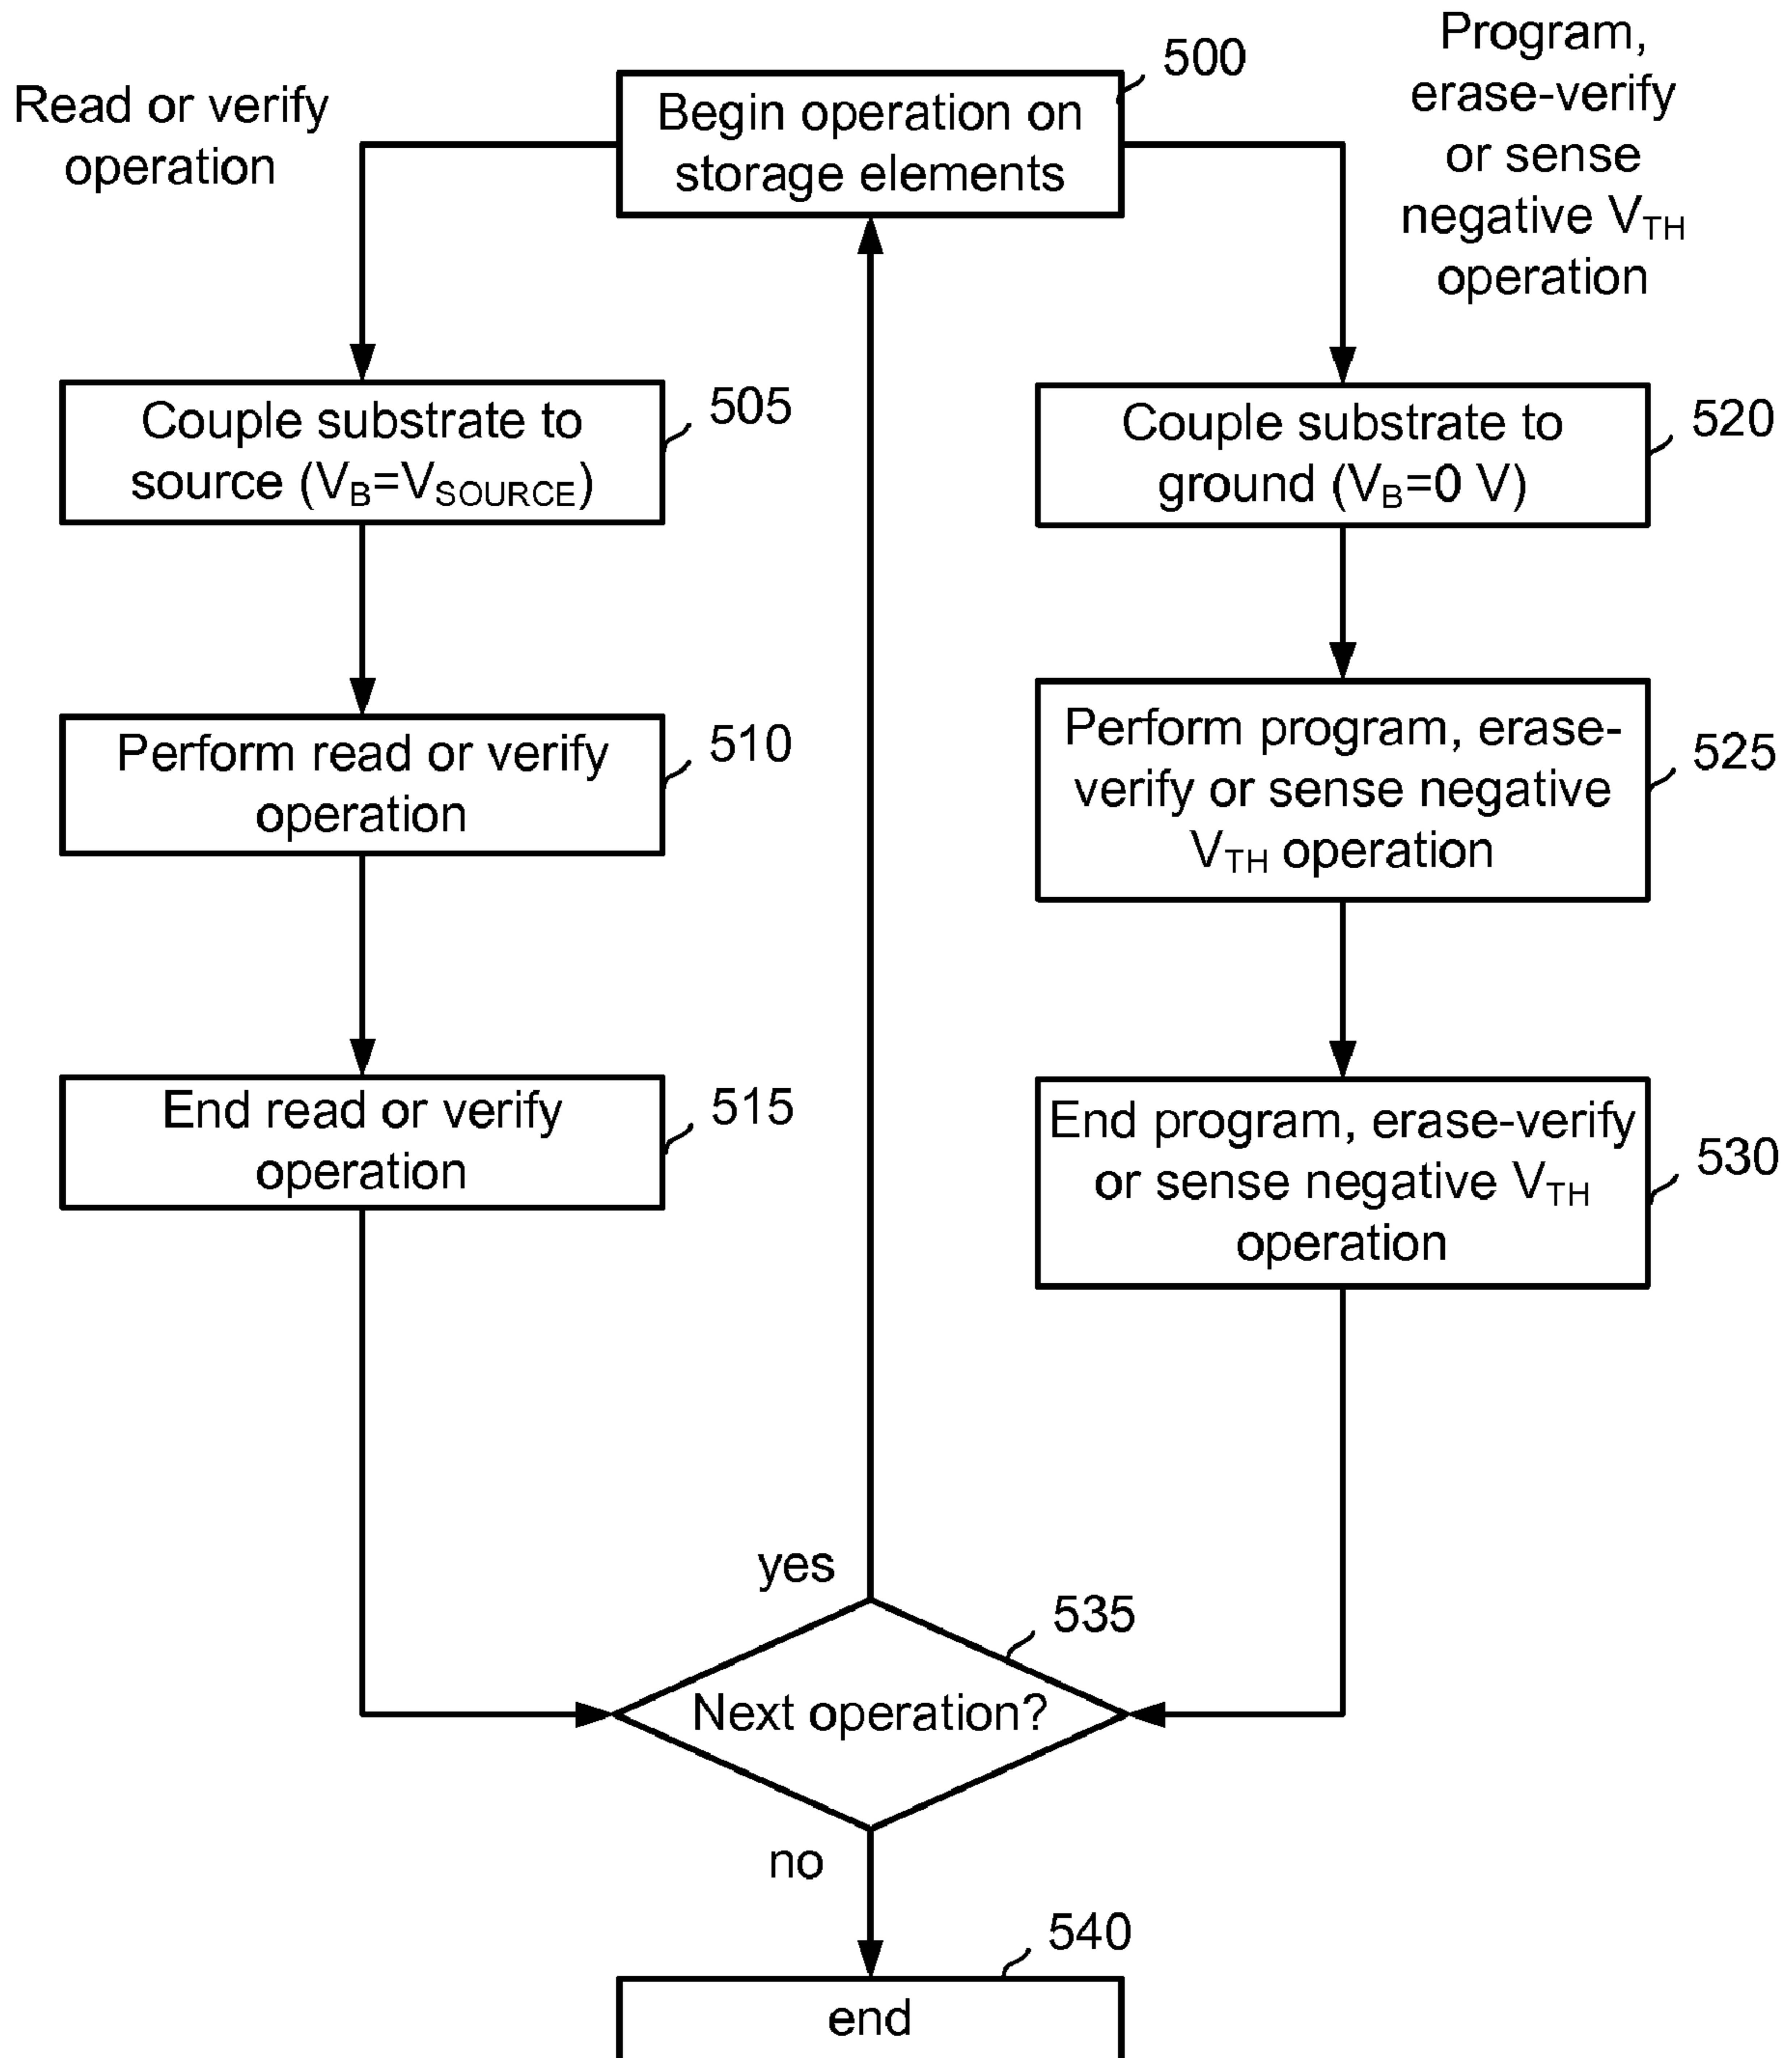 500
Begin operation on
storage elements
Read or verify
operation
Program,
erase-verify
or sense
negative VTH
operation
505
Couple substrate to
source (VB=VSOURCE)
520
Couple substrate to
ground (VB=0 V)
510
Perform read or verify
operation
525
Perform program, erase-
verify or sense negative
VTH operation
515
End read or verify
operation
530
End program, erase-verify
or sense negative VTH
operation
yes
535
Next operation?
no
540
end